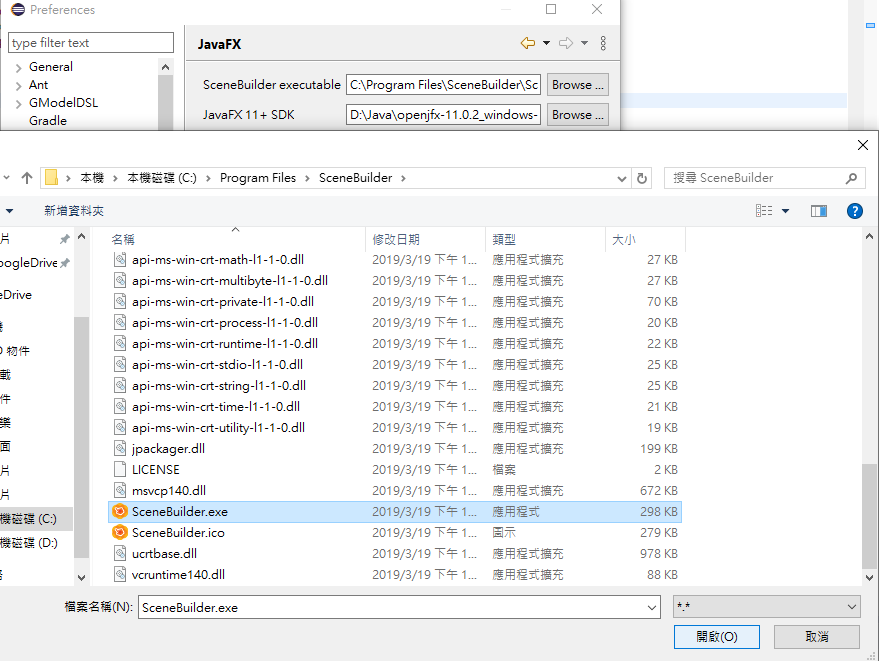 Preferences
type filter text
General
Ant
GModelDSL
Gradle
JavaFX
SceneBuilder executable C:\Program Files\SceneBuilder\Sc Browse ...
JavaFX 11+ SDK D:\Java\openjfx-11.0.2_windows- Browse ...
本機 本機磁碟 (C:) Program Files SceneBuilder
搜尋 SceneBuilder
新增資料夾
片
oogleDrive
eDrive
物件
載
件
樂
面
片
片
機磁碟 (C:)
機磁碟 (D:)
名稱 修改日期 類型 大小
api-ms-win-crt-math-l1-1-0.dll 2019/3/19 下午 1... 應用程式擴充 27 KB
api-ms-win-crt-multibyte-l1-1-0.dll 2019/3/19 下午 1... 應用程式擴充 27 KB
api-ms-win-crt-private-l1-1-0.dll 2019/3/19 下午 1... 應用程式擴充 70 KB
api-ms-win-crt-process-l1-1-0.dll 2019/3/19 下午 1... 應用程式擴充 20 KB
api-ms-win-crt-runtime-l1-1-0.dll 2019/3/19 下午 1... 應用程式擴充 22 KB
api-ms-win-crt-stdio-l1-1-0.dll 2019/3/19 下午 1... 應用程式擴充 25 KB
api-ms-win-crt-string-l1-1-0.dll 2019/3/19 下午 1... 應用程式擴充 25 KB
api-ms-win-crt-time-l1-1-0.dll 2019/3/19 下午 1... 應用程式擴充 21 KB
api-ms-win-crt-utility-l1-1-0.dll 2019/3/19 下午 1... 應用程式擴充 19 KB
jpackager.dll 2019/3/19 下午 1... 應用程式擴充 199 KB
LICENSE 2019/3/19 下午 1... 檔案 2 KB
msvcp140.dll 2019/3/19 下午 1... 應用程式擴充 672 KB
SceneBuilder.exe 2019/3/19 下午 1... 應用程式 298 KB
SceneBuilder.ico 2019/3/19 下午 1... 圖示 279 KB
ucrtbase.dll 2019/3/19 下午 1... 應用程式擴充 978 KB
vcruntime140.dll 2019/3/19 下午 1... 應用程式擴充 88 KB
檔案名稱(N): SceneBuilder.exe *.*
開啟(O) 取消